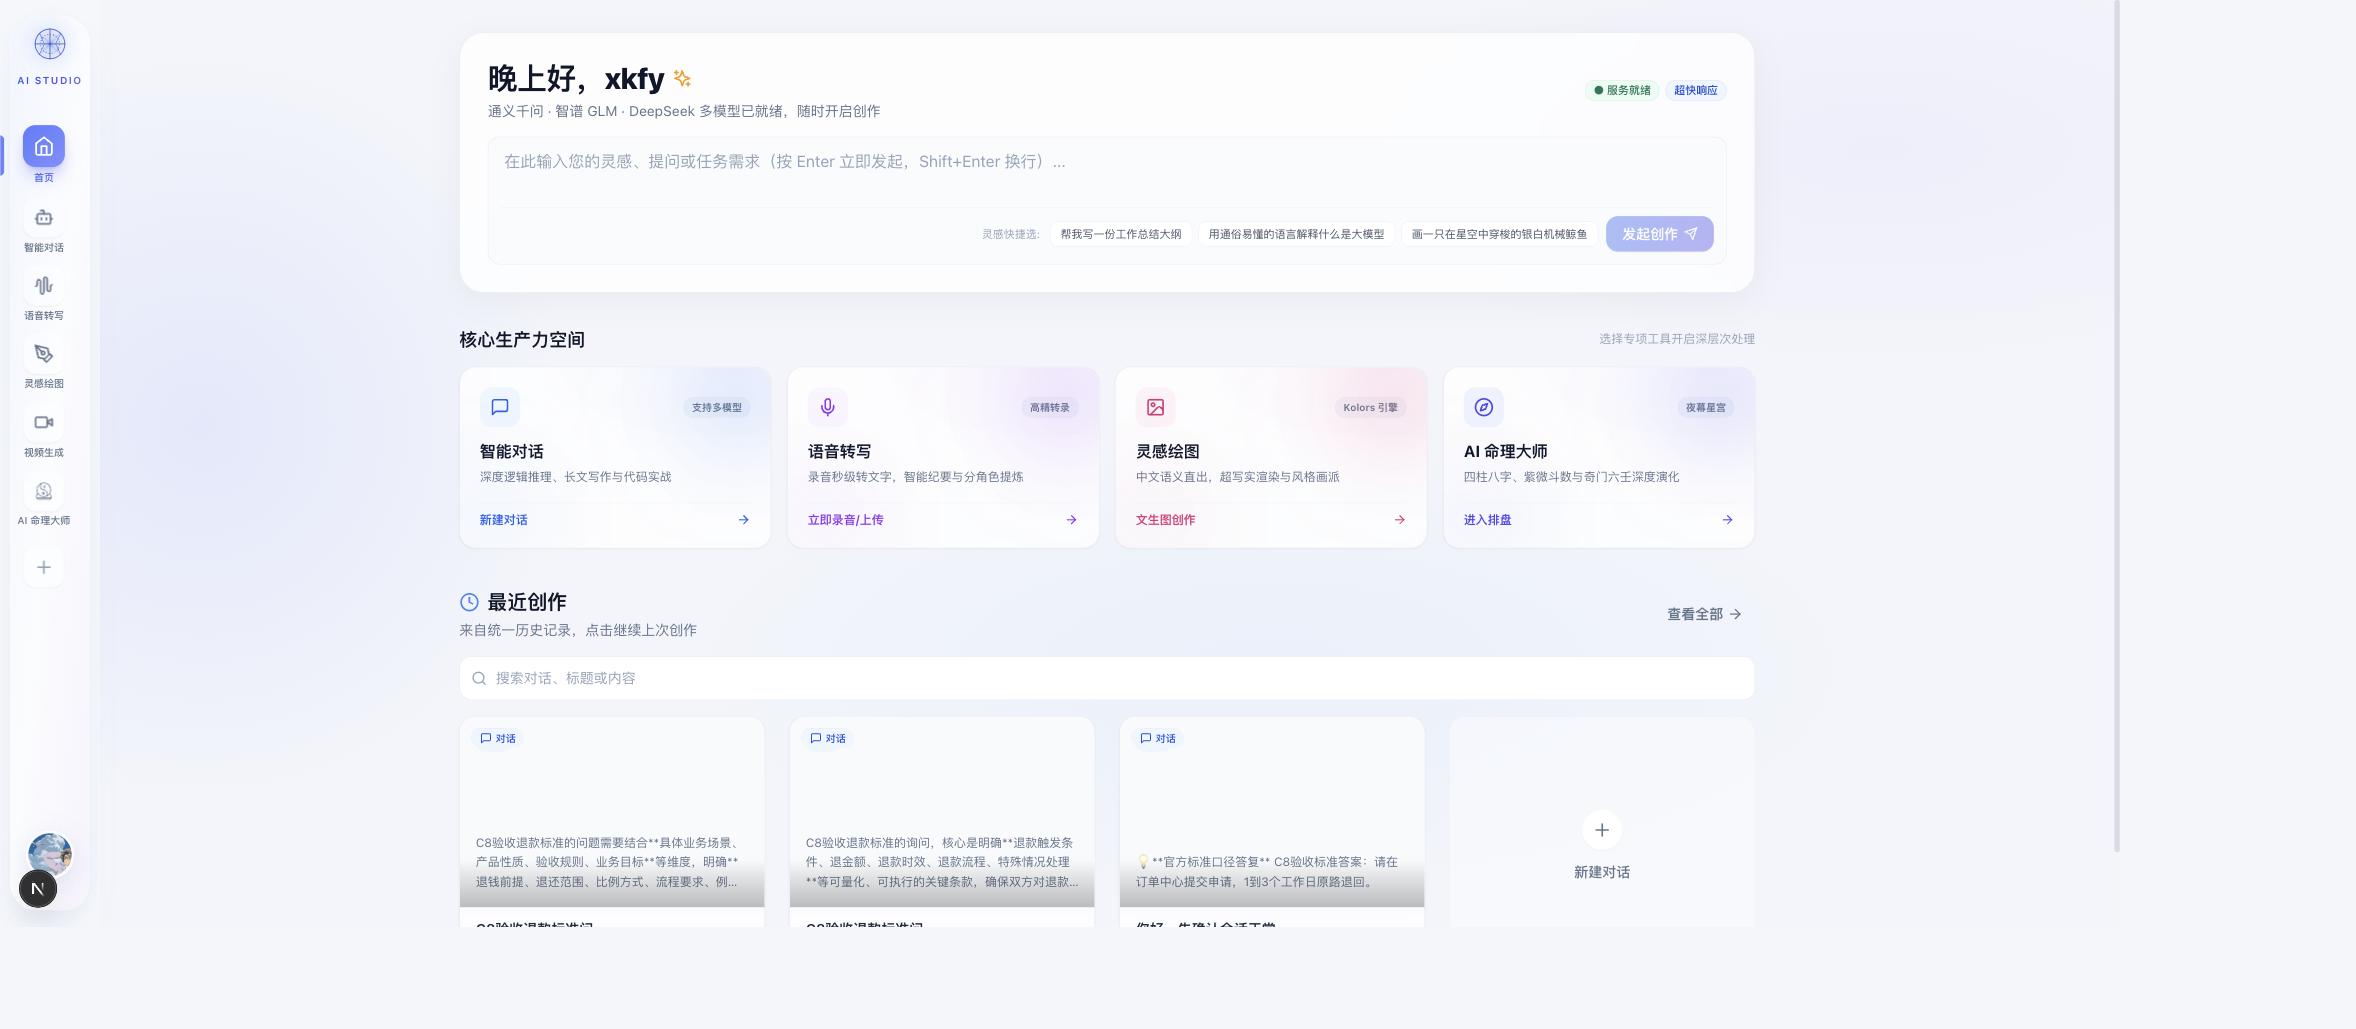 AI STUDIO
首页
智能对话
语音转写
灵感绘图
视频生成
AI 命理大师
N
晚上好，xkfy
通义千问 · 智谱 GLM · DeepSeek 多模型已就绪，随时开启创作
服务就绪
超快响应
在此输入您的灵感、提问或任务需求（按 Enter 立即发起，Shift+Enter 换行）...
灵感快捷选:
帮我写一份工作总结大纲
用通俗易懂的语言解释什么是大模型
画一只在星空中穿梭的银白机械鲸鱼
发起创作
核心生产力空间
选择专项工具开启深层次处理
支持多模型
智能对话
深度逻辑推理、长文写作与代码实战
新建对话
高精转录
语音转写
录音秒级转文字，智能纪要与分角色提炼
立即录音/上传
Kolors 引擎
灵感绘图
中文语义直出，超写实渲染与风格画派
文生图创作
夜幕星宫
AI 命理大师
四柱八字、紫微斗数与奇门六壬深度演化
进入排盘
最近创作
来自统一历史记录，点击继续上次创作
查看全部
搜索对话、标题或内容
对话
C8验收退款标准的问题需要结合**具体业务场景、
产品性质、验收规则、业务目标**等维度，明确**
退钱前提、退还范围、比例方式、流程要求、例...
C8验收退款标准问
对话
C8验收退款标准的询问，核心是明确**退款触发条
件、退金额、退款时效、退款流程、特殊情况处理
**等可量化、可执行的关键条款，确保双方对退款...
C8验收退款标准问
对话
💡**官方标准口径答复** C8验收标准答案：请在
订单中心提交申请，1到3个工作日原路退回。
新建对话